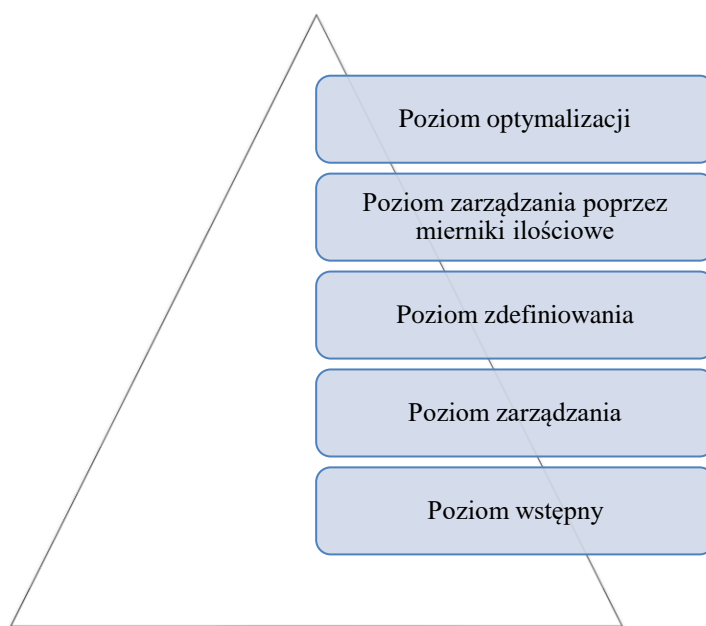 Poziom optymalizacji
Poziom zarządzania poprzez
mierniki ilościowe
Poziom zdefiniowania
Poziom zarządzania
Poziom wstępny